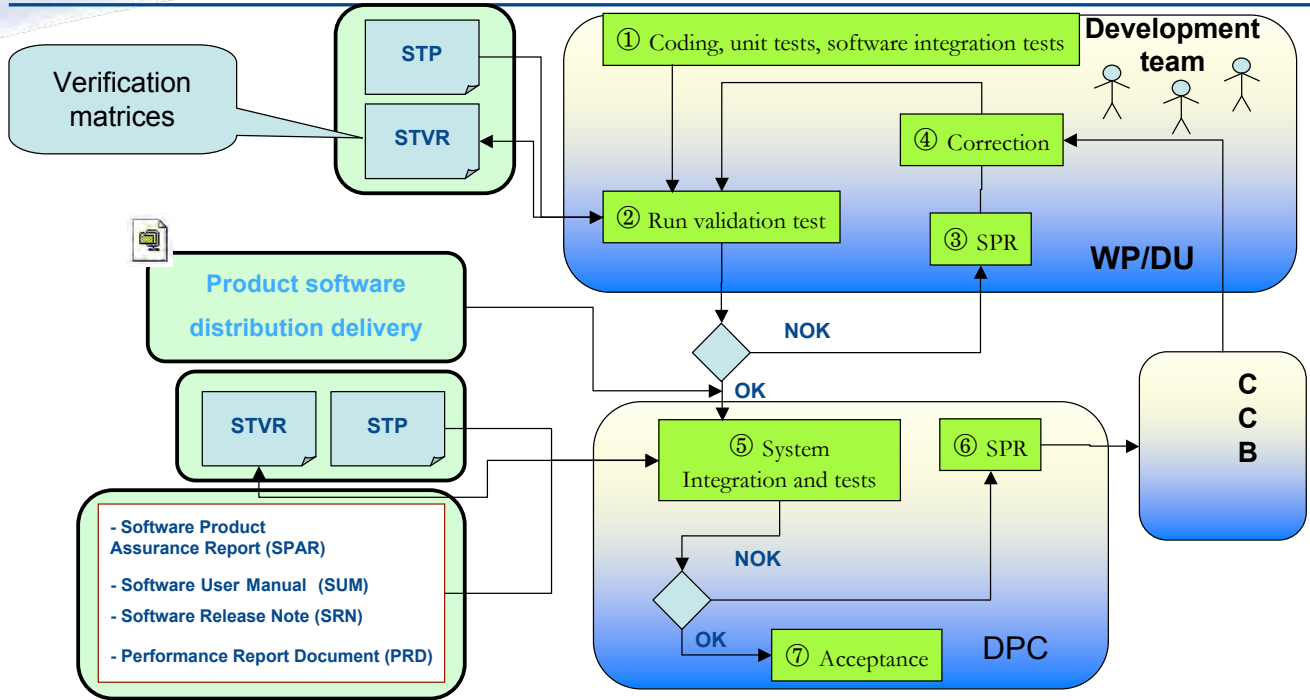 Verification
matrices
STP
STVR
① Coding, unit tests, software integration tests
Development
team
④ Correction
② Run validation test
③ SPR
WP/DU
Product software
distribution delivery
NOK
OK
C
C
B
STVR
STP
⑤ System
Integration and tests
⑥ SPR
- Software Product
Assurance Report (SPAR)
- Software User Manual (SUM)
- Software Release Note (SRN)
- Performance Report Document (PRD)
NOK
OK
⑦ Acceptance
DPC